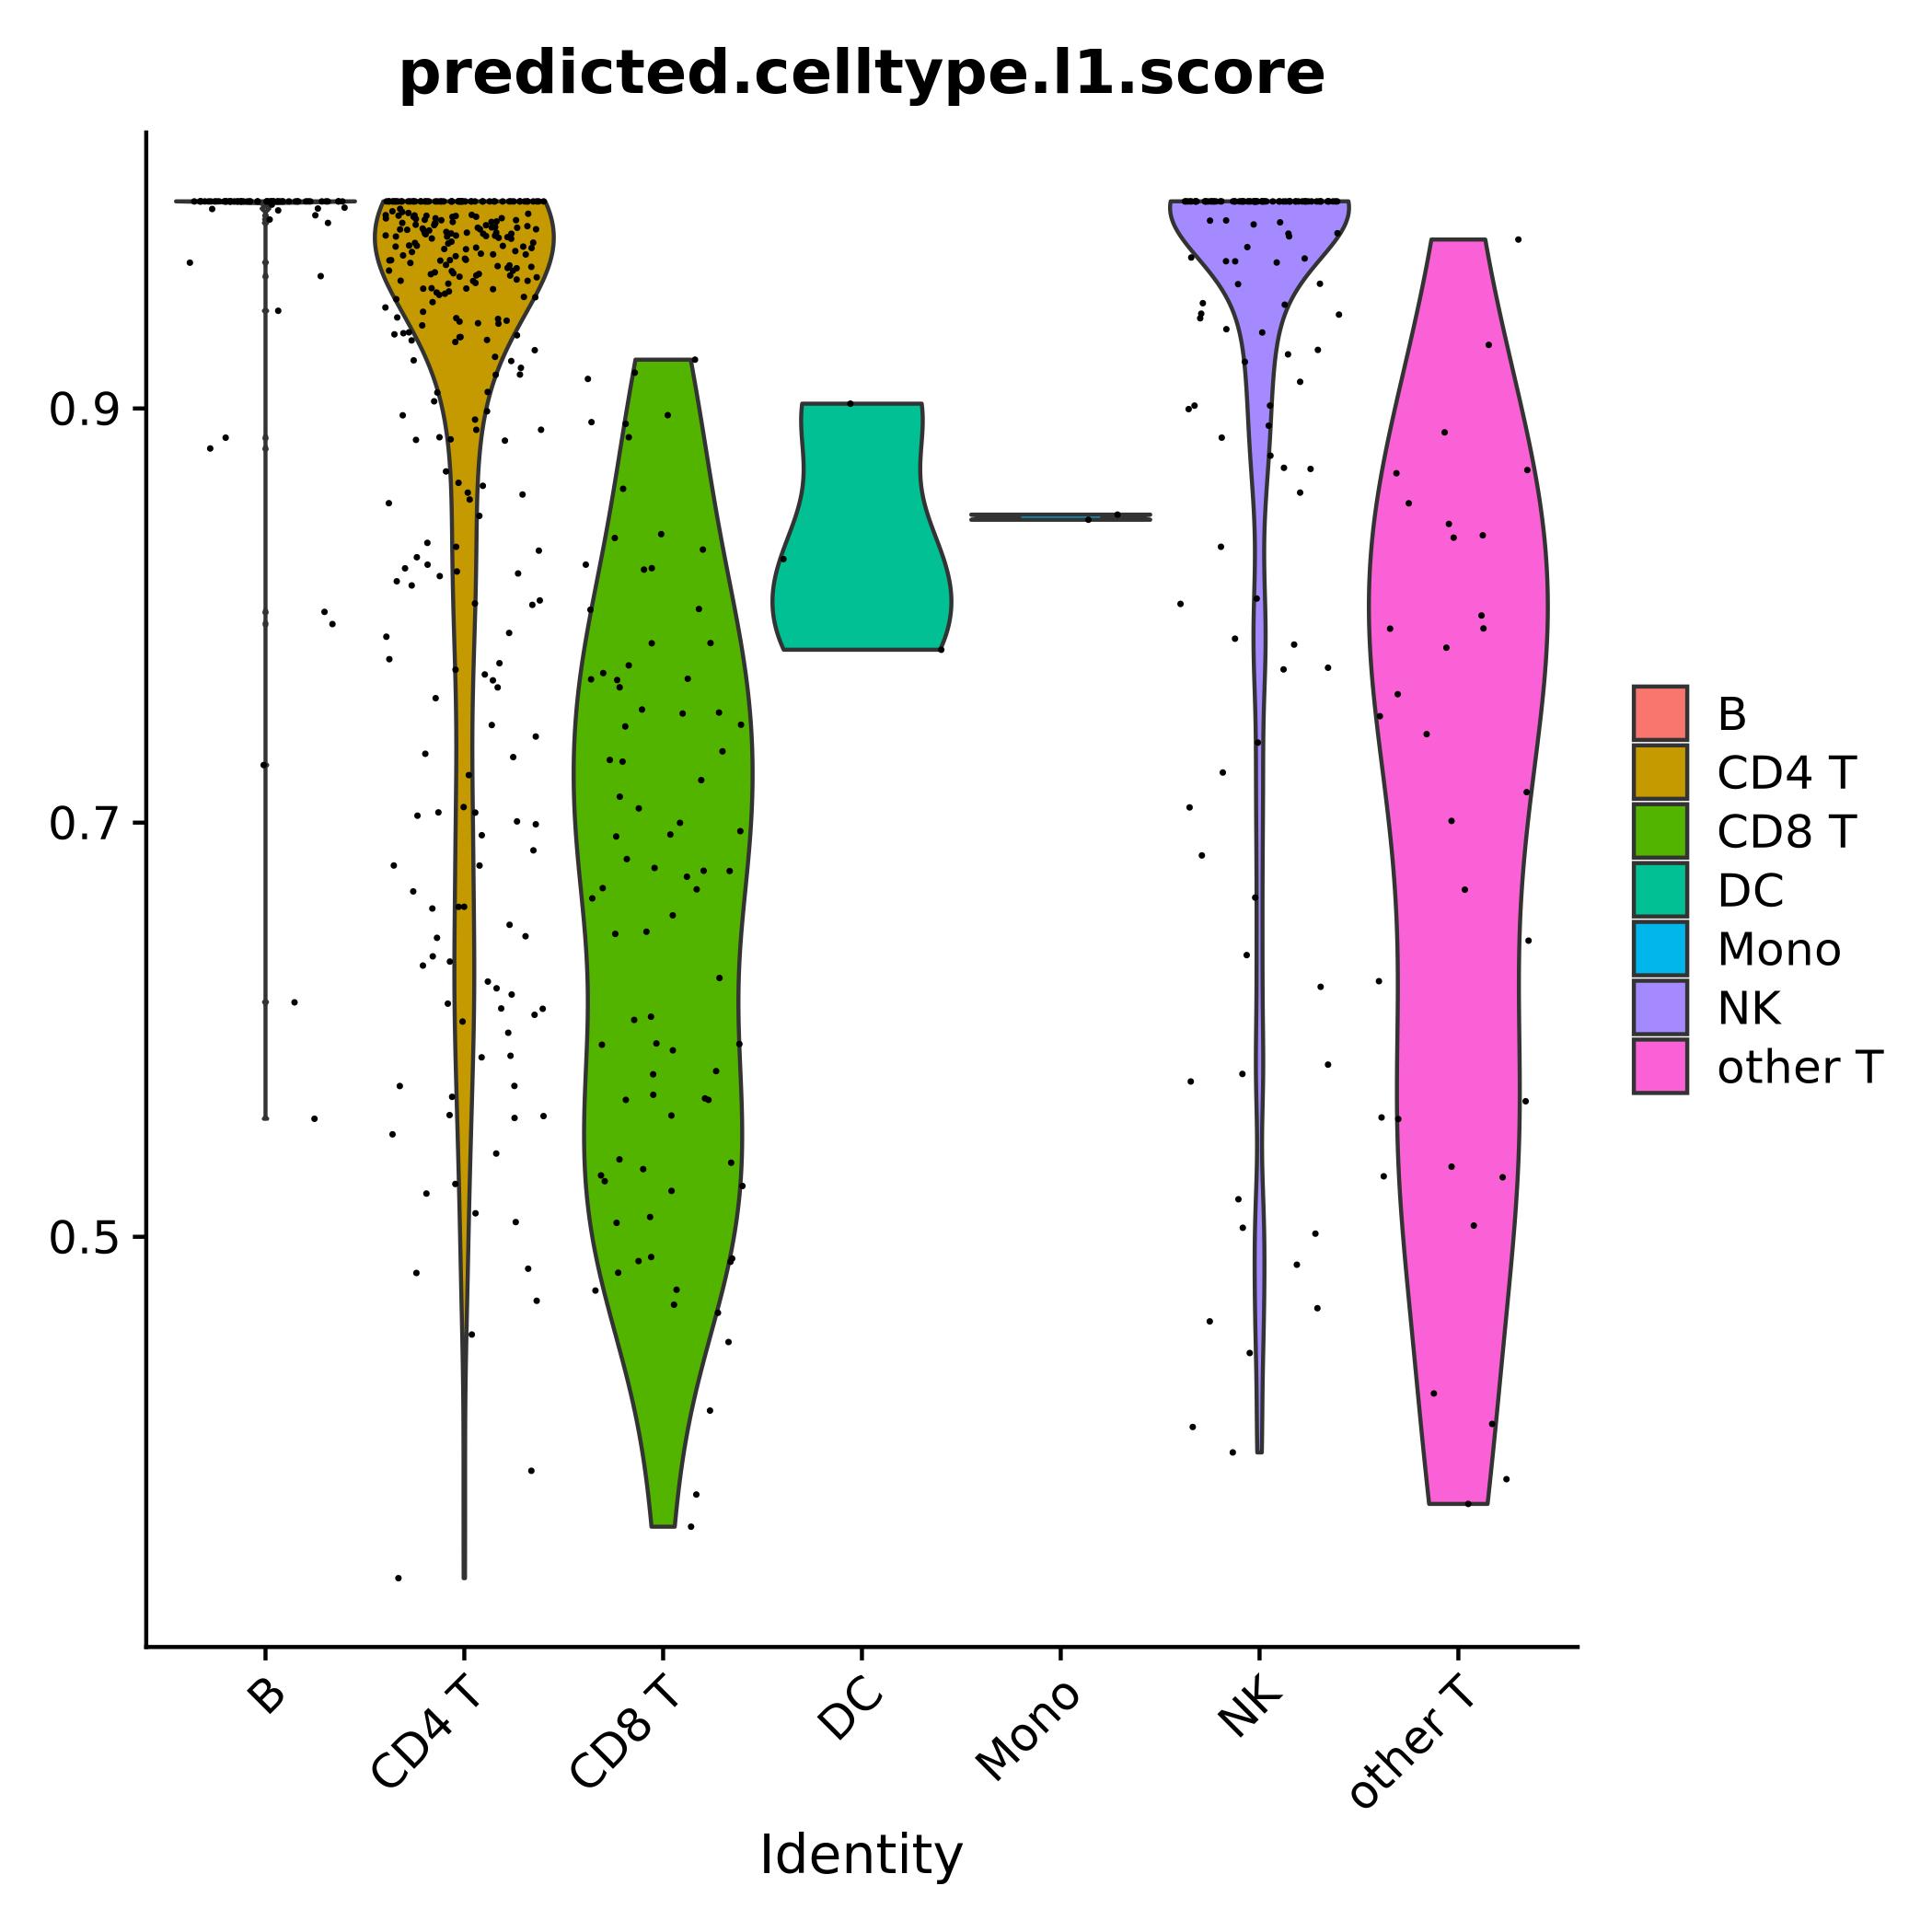 predicted.celltype.l1.score
0.9
0.7
0.5
B
CD4 T
CD8 T
DC
Mono
NK
other T
Identity
B
CD4 T
CD8 T
DC
Mono
NK
other T